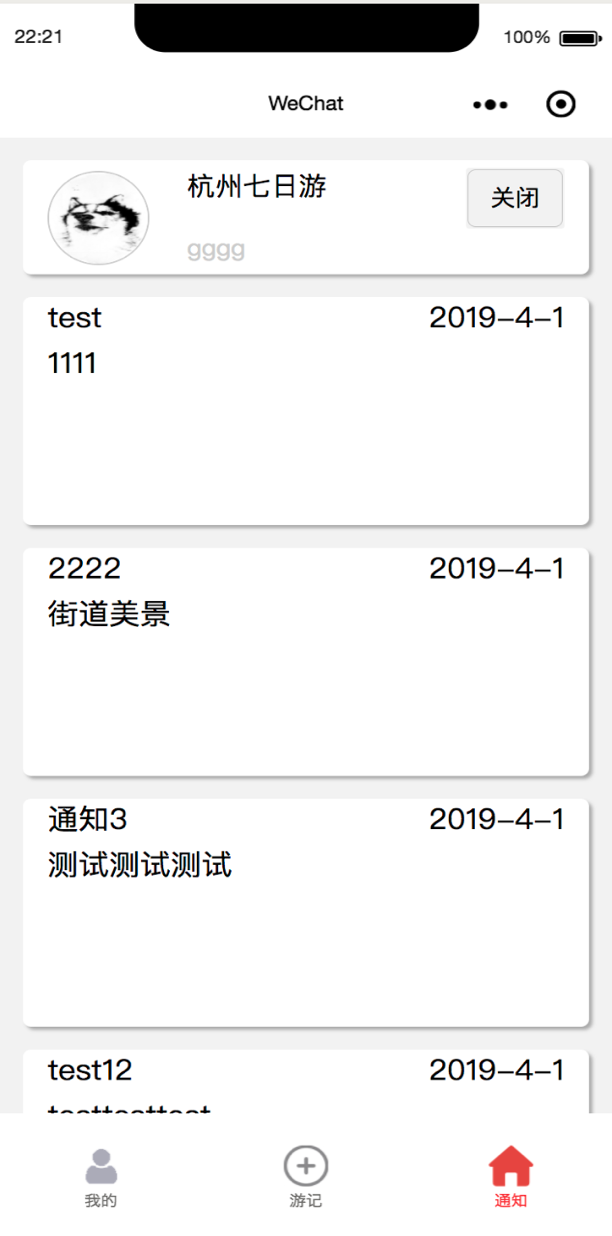 22:21
100%
WeChat
杭州七日游
关闭
gggg
test
2019-4-1
1111
2222
2019-4-1
街道美景
通知3
2019-4-1
测试测试测试
test12
2019-4-1
我的
游记
通知